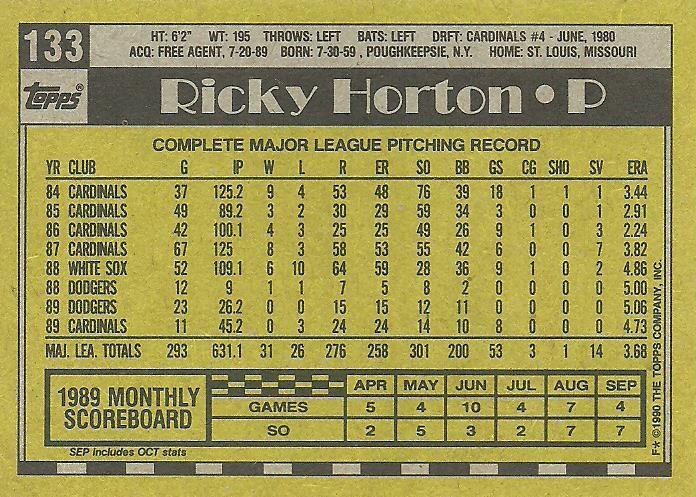 133
HT: 6'2" WT: 195 THROWS: LEFT BATS: LEFT DRFT: CARDINALS #4 - JUNE, 1980
ACQ: FREE AGENT, 7-20-89 BORN: 7-30-59 , POUGHKEEPSIE, N.Y. HOME: ST. LOUIS, MISSOURI
Topps®
Ricky Horton • P
COMPLETE MAJOR LEAGUE PITCHING RECORD
YR CLUB G IP W L R ER SO BB GS CG SHO SV ERA
84 CARDINALS 37 125.2 9 4 53 48 76 39 18 1 1 1 3.44
85 CARDINALS 49 89.2 3 2 30 29 59 34 3 0 0 1 2.91
86 CARDINALS 42 100.1 4 3 25 25 49 26 9 1 0 3 2.24
87 CARDINALS 67 125 8 3 58 53 55 42 6 0 0 7 3.82
88 WHITE SOX 52 109.1 6 10 64 59 28 36 9 1 0 2 4.86
88 DODGERS 12 9 1 1 7 5 8 2 0 0 0 0 5.00
89 DODGERS 23 26.2 0 0 15 15 12 11 0 0 0 0 5.06
89 CARDINALS 11 45.2 0 3 24 24 14 10 8 0 0 0 4.73
MAJ. LEA. TOTALS 293 631.1 31 26 276 258 301 200 53 3 1 14 3.68
1989 MONTHLY SCOREBOARD
APR MAY JUN JUL AUG SEP
GAMES 5 4 10 4 7 4
SO 2 5 3 2 7 7
SEP includes OCT stats
F* © 1990 THE TOPPS COMPANY, INC.